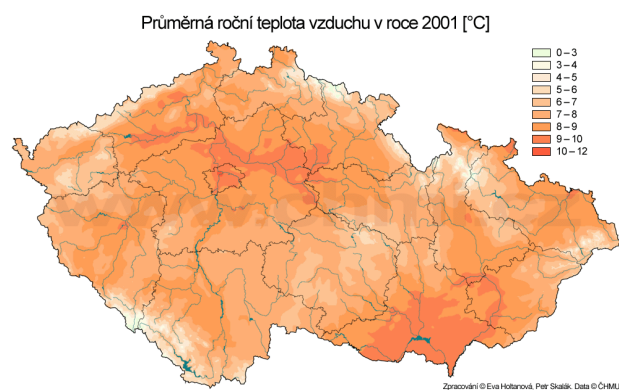 Průměrná roční teplota vzduchu v roce 2001 [°C]
0 – 3
3 – 4
4 – 5
5 – 6
6 – 7
7 – 8
8 – 9
9 – 10
10 – 12
Zpracování © Eva Holtanová, Petr Skalák. Data © ČHMÚ